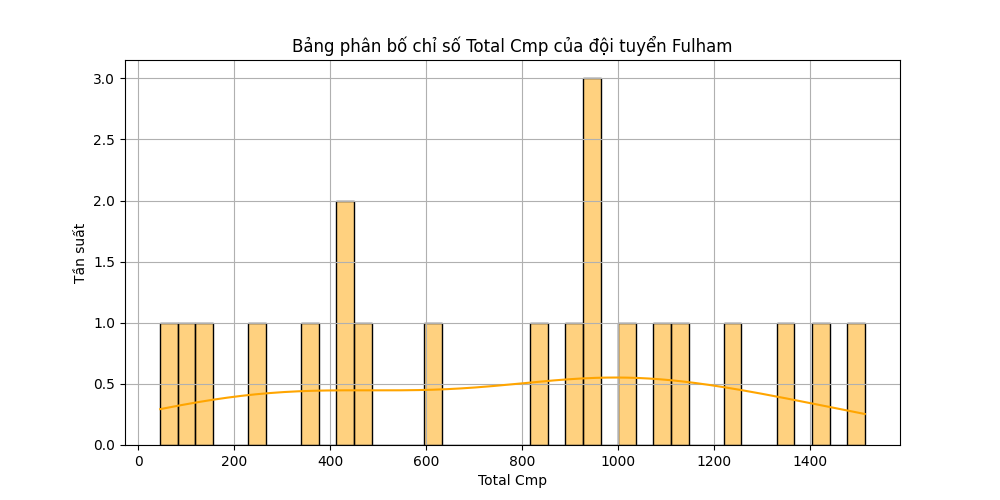 Bảng phân bố chỉ số Total Cmp của đội tuyển Fulham
Tần suất
3.0
2.5
2.0
1.5
1.0
0.5
0.0
0 200 400 600 800 1000 1200 1400
Total Cmp